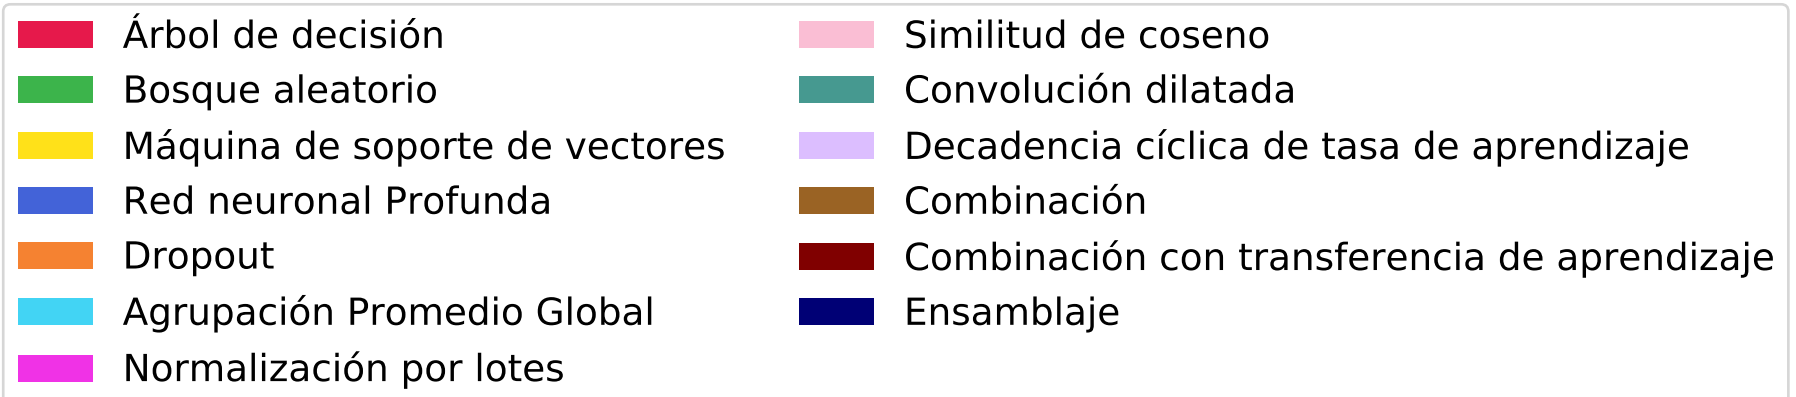 Árbol de decisión
Bosque aleatorio
Máquina de soporte de vectores
Red neuronal Profunda
Dropout
Agrupación Promedio Global
Normalización por lotes
Similitud de coseno
Convolución dilatada
Decadencia cíclica de tasa de aprendizaje
Combinación
Combinación con transferencia de aprendizaje
Ensamblaje